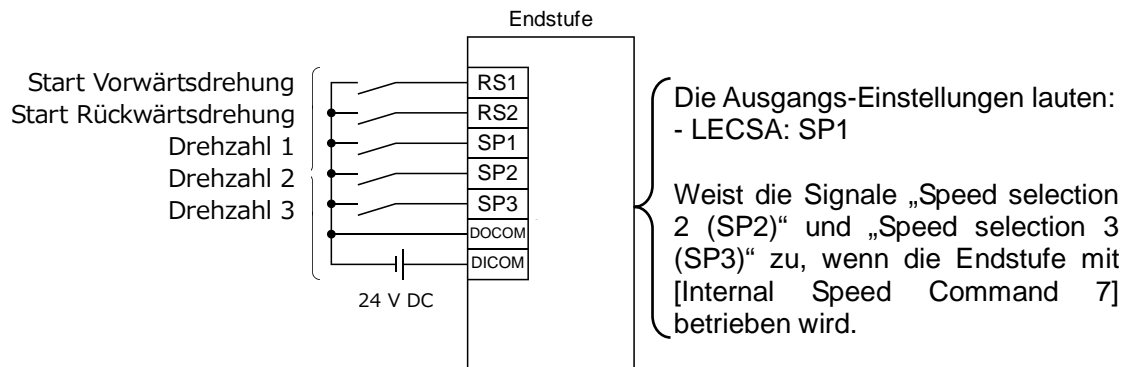 Endstufe
Start Vorwärtsdrehung
Start Rückwärtsdrehung
Drehzahl 1
Drehzahl 2
Drehzahl 3
RS1
RS2
SP1
SP2
SP3
DOCOM
DICOM
24 V DC
Die Ausgangs-Einstellungen lauten:
- LECSA: SP1
Weist die Signale „Speed selection
2 (SP2)“ und „Speed selection 3
(SP3)“ zu, wenn die Endstufe mit
[Internal Speed Command 7]
betrieben wird.